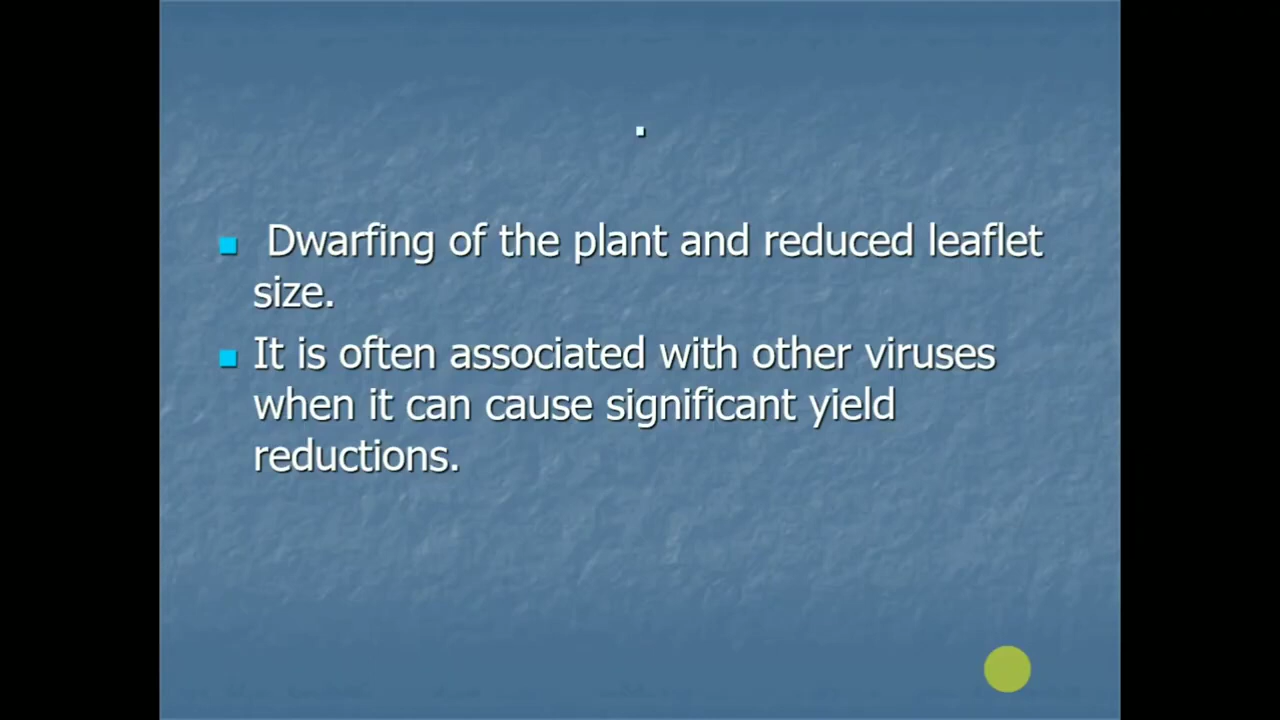 .
Dwarfing of the plant and reduced leaflet
size.
It is often associated with other viruses
when it can cause significant yield
reductions.